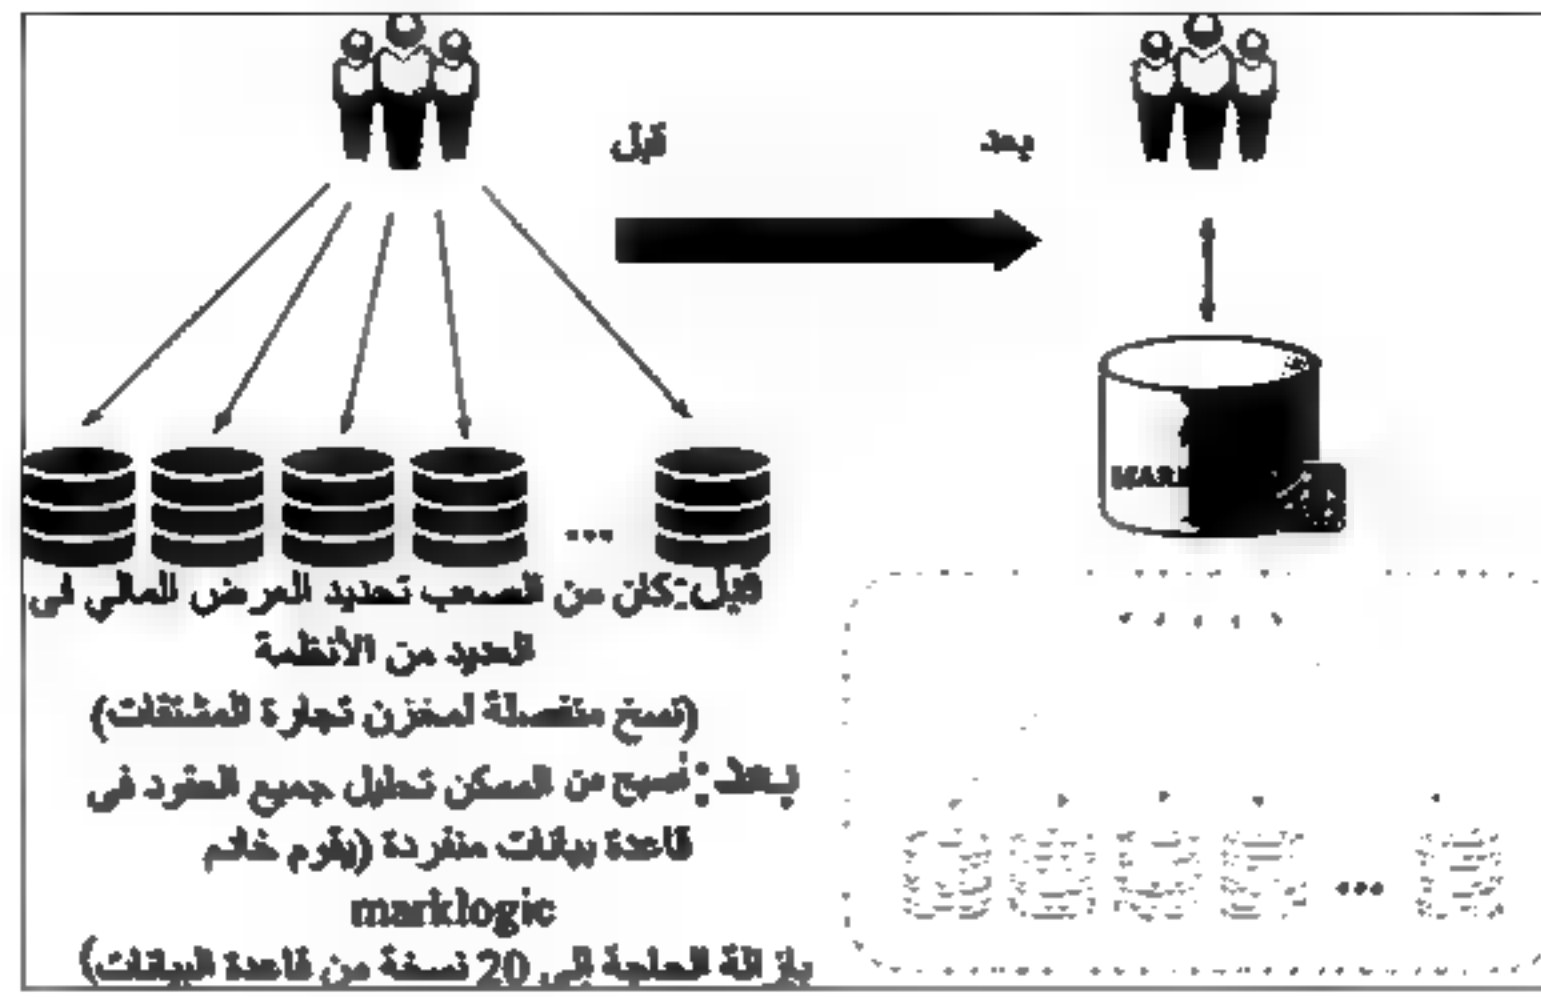 قبل
بعد
MARK
قبل: كان من الصعب تحديد العرض المالي في
العديد من الأنظمة
(نسخ منفصلة لمخزن تجارة المشتقات)
بعد: أصبح من الممكن تحليل جميع العقود في
قاعدة بيانات منفردة (يقوم خادم
marklogic
بإزالة الحاجة إلى 20 نسخة من قاعدة البيانات)